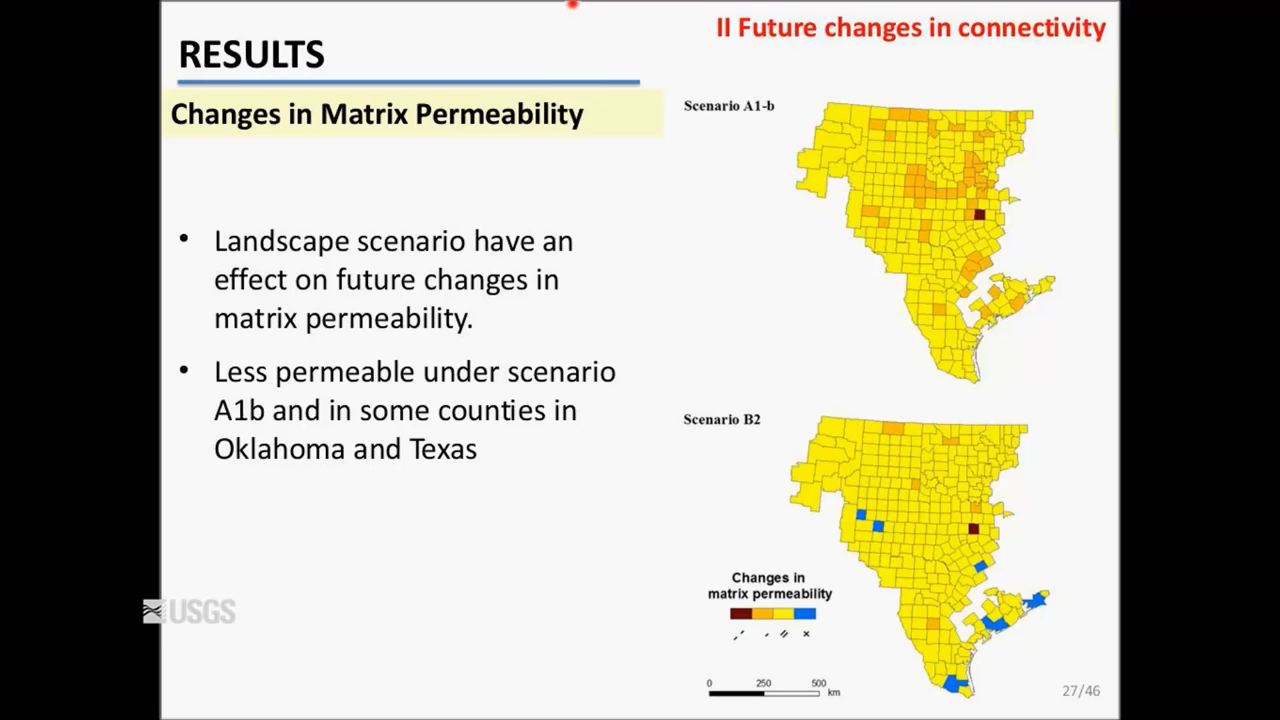 II Future changes in connectivity
RESULTS
Changes in Matrix Permeability
• Landscape scenario have an
effect on future changes in
matrix permeability.
• Less permeable under scenario
A1b and in some counties in
Oklahoma and Texas
Scenario A1-b
Scenario B2
Changes in
matrix permeability
0 250 500
km
USGS
27/46